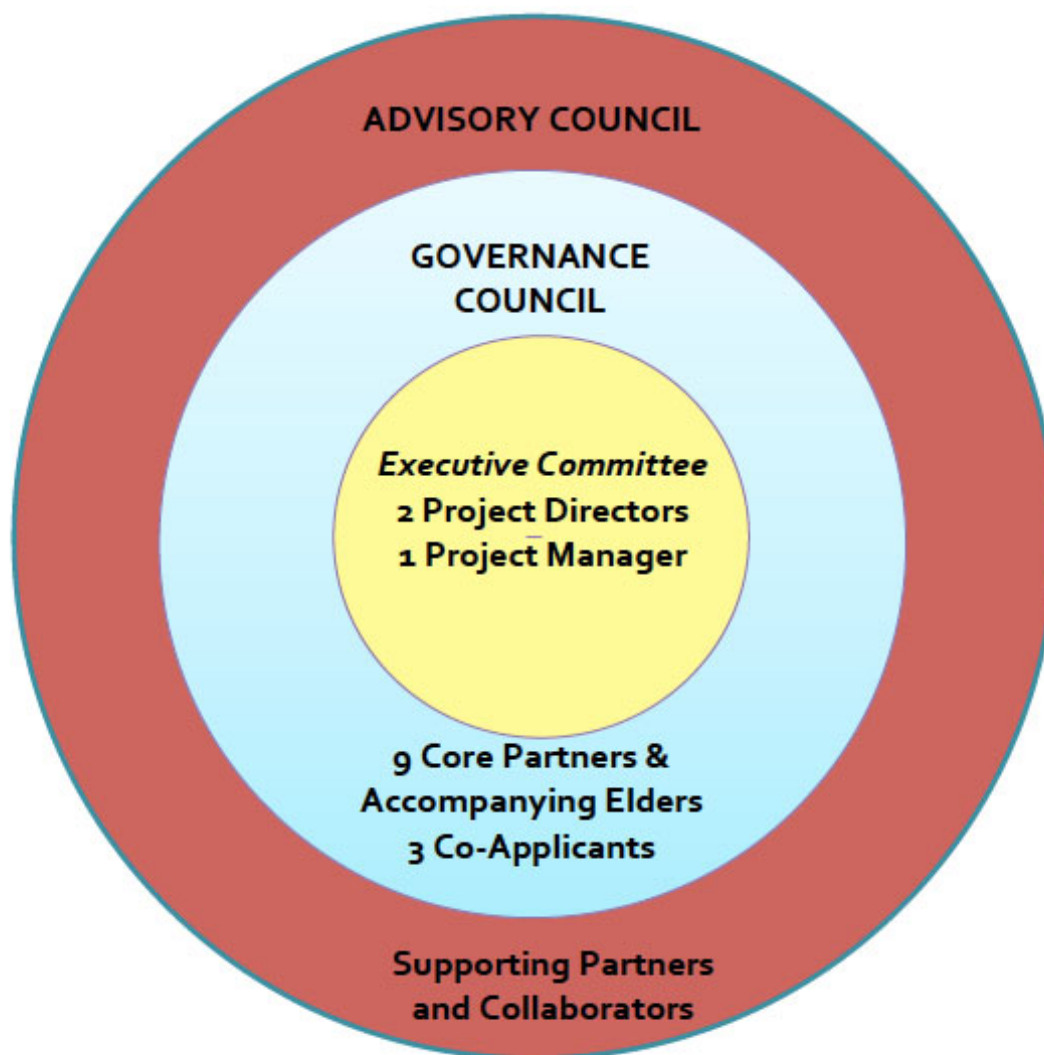 ADVISORY COUNCIL
GOVERNANCE
COUNCIL
Executive Committee
2 Project Directors
1 Project Manager
9 Core Partners &
Accompanying Elders
3 Co-Applicants
Supporting Partners
and Collaborators